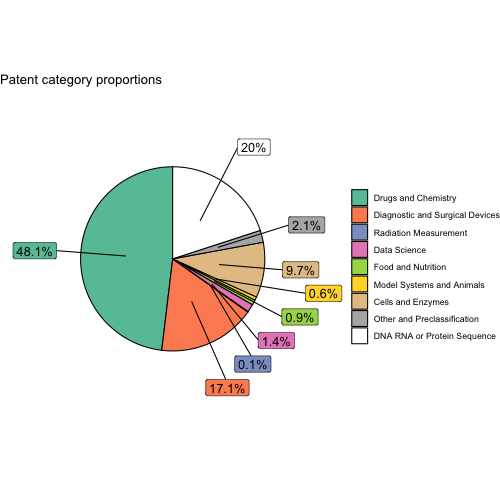 Patent category proportions
20%
2.1%
9.7%
0.6%
0.9%
1.4%
0.1%
17.1%
48.1%
Drugs and Chemistry
Diagnostic and Surgical Devices
Radiation Measurement
Data Science
Food and Nutrition
Model Systems and Animals
Cells and Enzymes
Other and Preclassification
DNA RNA or Protein Sequence